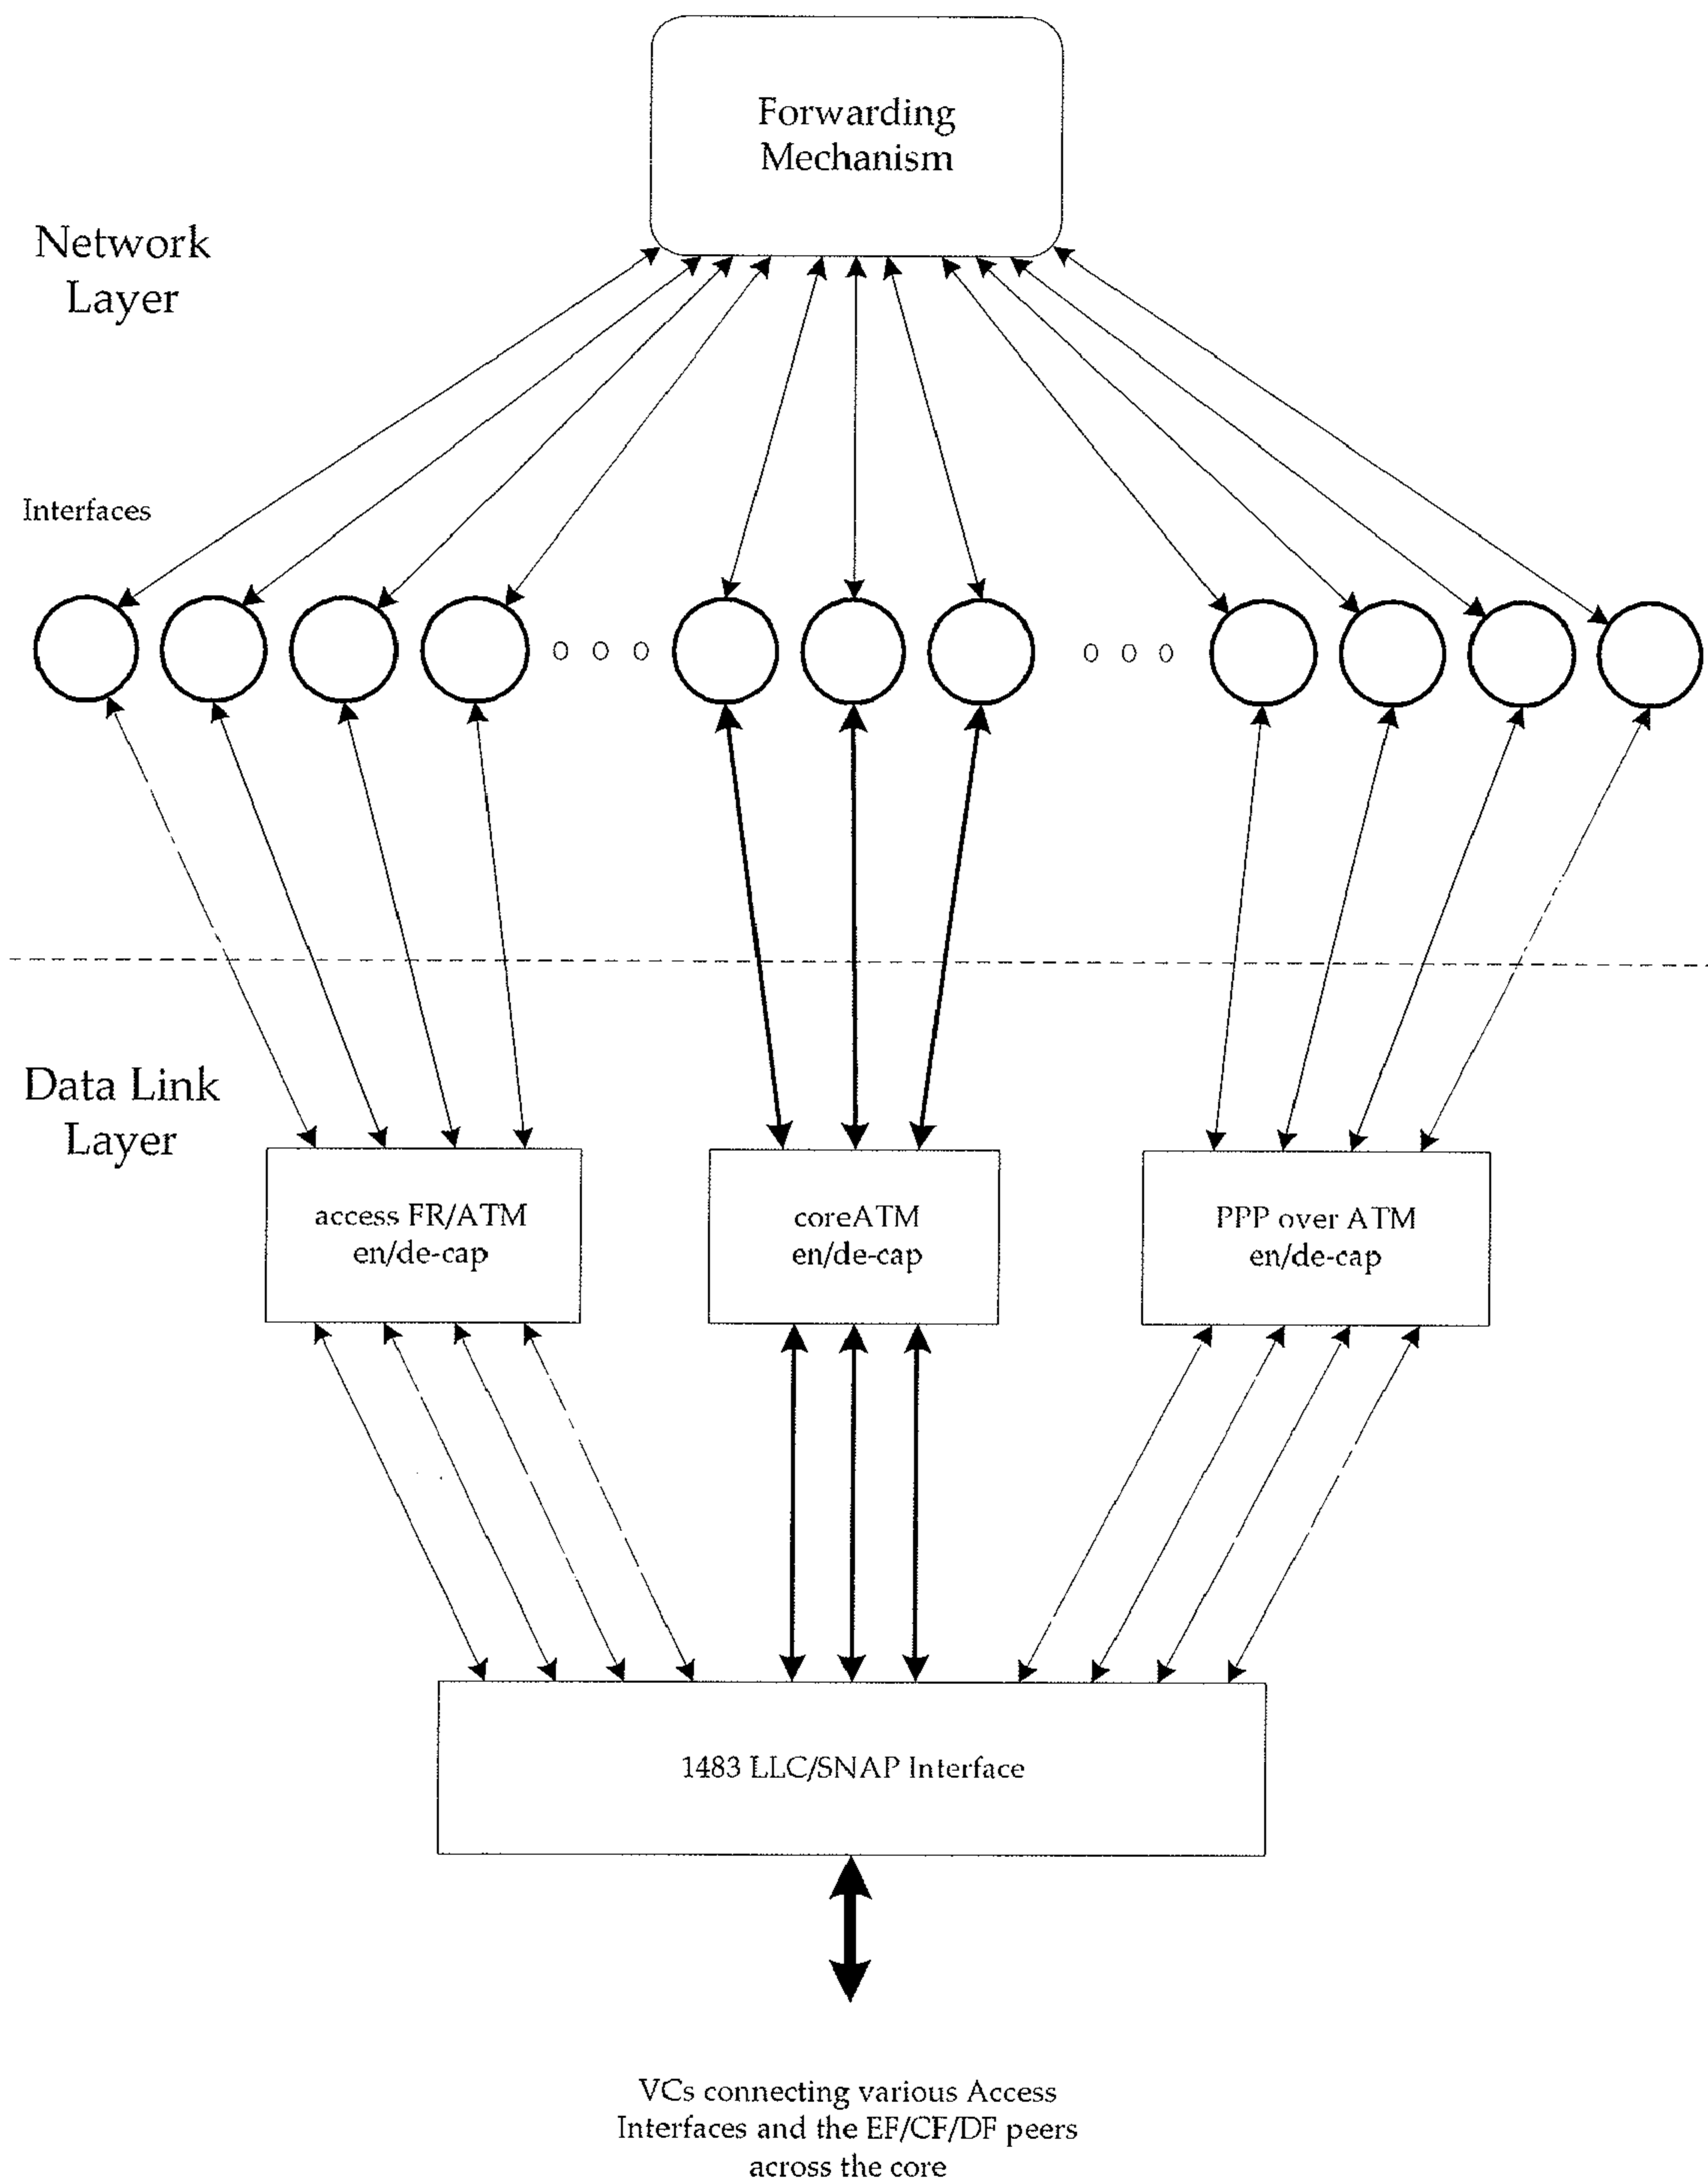 Forwarding
Mechanism
Network
Layer
Interfaces
o o o
o o o
Data Link
Layer
access FR/ATM
en/de-cap
coreATM
en/de-cap
PPP over ATM
en/de-cap
1483 LLC/SNAP Interface
VCs connecting various Access
Interfaces and the EF/CF/DF peers
across the core